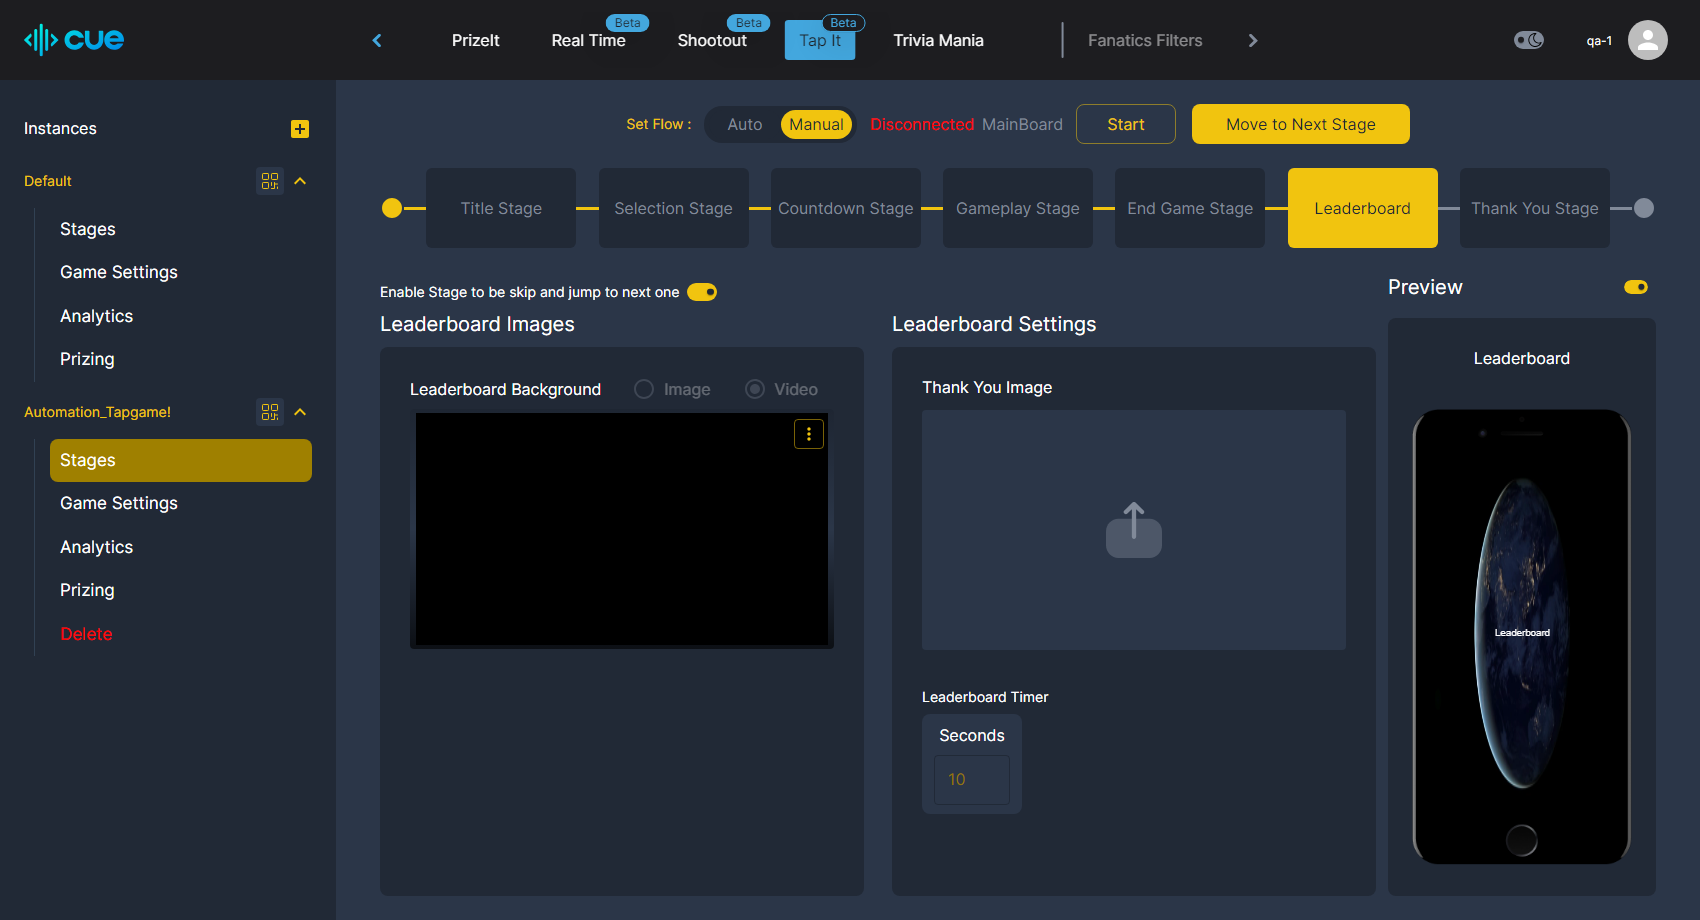 cue
PrizeIt
Real Time
Beta
Shootout
Beta
Tap It
Beta
Trivia Mania
Fanatics Filters
qa-1
Instances
Default
Stages
Game Settings
Analytics
Prizing
Automation_Tapgame!
Stages
Game Settings
Analytics
Prizing
Delete
Set Flow :
Auto
Manual
Disconnected MainBoard
Start
Move to Next Stage
Title Stage
Selection Stage
Countdown Stage
Gameplay Stage
End Game Stage
Leaderboard
Thank You Stage
Enable Stage to be skip and jump to next one
Leaderboard Images
Leaderboard Background
Image
Video
Leaderboard Settings
Thank You Image
Leaderboard Timer
Seconds
10
Preview
Leaderboard
Leaderboard